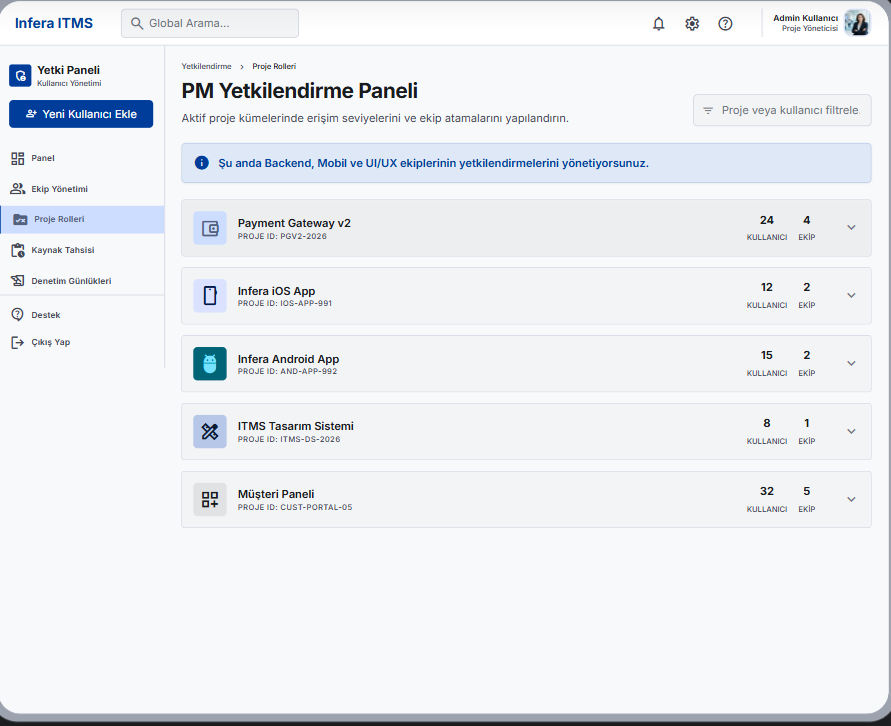 Infera ITMS
Global Arama...
Admin Kullanıcı
Proje Yöneticisi
Yetki Paneli
Kullanıcı Yönetimi
Yeni Kullanıcı Ekle
Panel
Ekip Yönetimi
Proje Rolleri
Kaynak Tahsisi
Denetim Günlükleri
Destek
Çıkış Yap
Yetkilendirme > Proje Rolleri
PM Yetkilendirme Paneli
Aktif proje kümelerinde erişim seviyelerini ve ekip atamalarını yapılandırın.
Proje veya kullanıcı filtrele.
Şu anda Backend, Mobil ve UI/UX ekiplerinin yetkilendirmelerini yönetiyorsunuz.
Payment Gateway v2
PROJE ID: PGV2-2026
24 4
KULLANICI EKİP
Infera iOS App
PROJE ID: IOS-APP-991
12 2
KULLANICI EKİP
Infera Android App
PROJE ID: AND-APP-992
15 2
KULLANICI EKİP
ITMS Tasarım Sistemi
PROJE ID: ITMS-DS-2026
8 1
KULLANICI EKİP
Müşteri Paneli
PROJE ID: CUST-PORTAL-05
32 5
KULLANICI EKİP